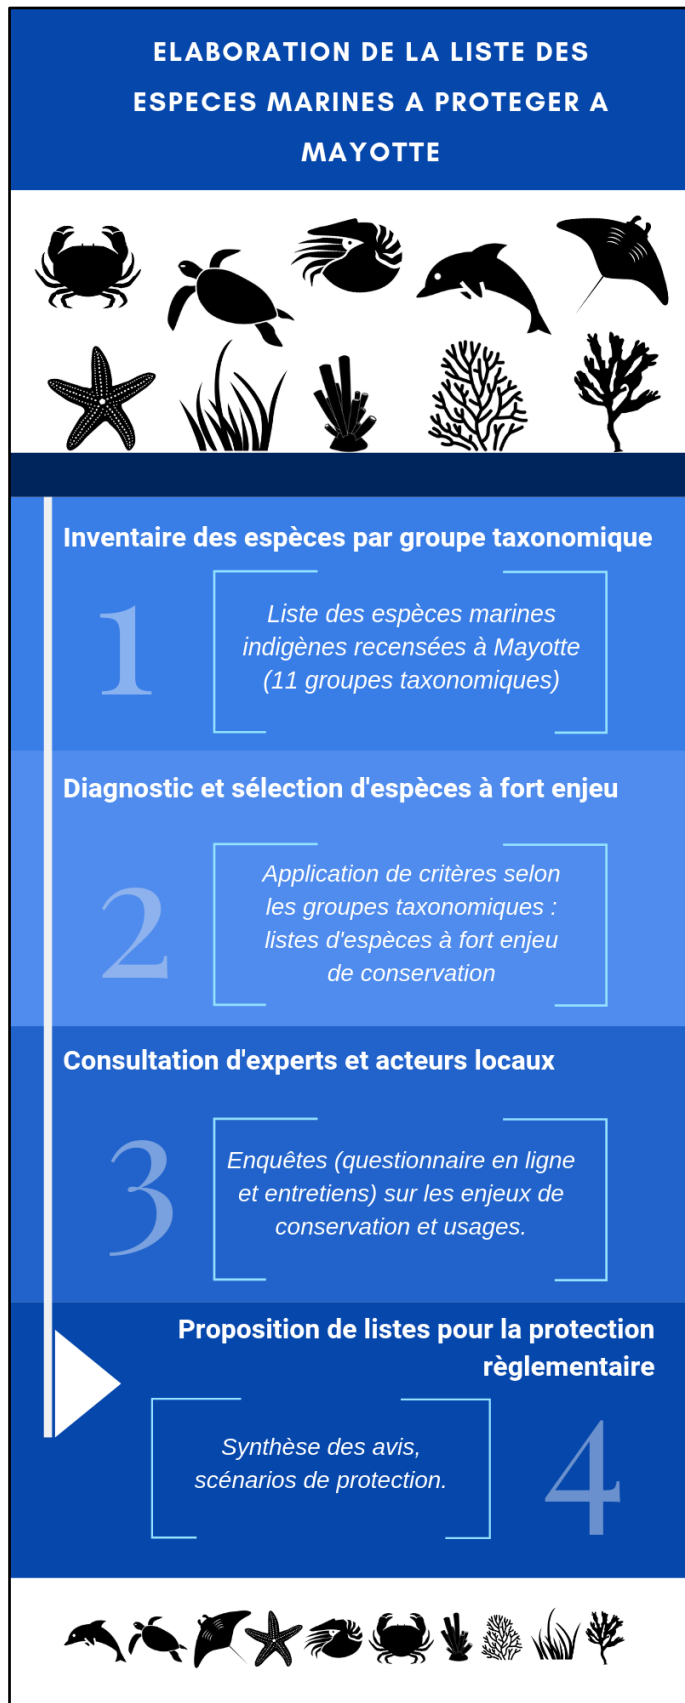 ELABORATION DE LA LISTE DES
ESPECES MARINES A PROTEGER A
MAYOTTE
Inventaire des espèces par groupe taxonomique
1
Liste des espèces marines
indigènes recensées à Mayotte
(11 groupes taxonomiques)
Diagnostic et sélection d'espèces à fort enjeu
2
Application de critères selon
les groupes taxonomiques :
listes d'espèces à fort enjeu
de conservation
Consultation d'experts et acteurs locaux
3
Enquêtes (questionnaire en ligne
et entretiens) sur les enjeux de
conservation et usages.
Proposition de listes pour la protection
règlementaire
Synthèse des avis,
scénarios de protection.
4